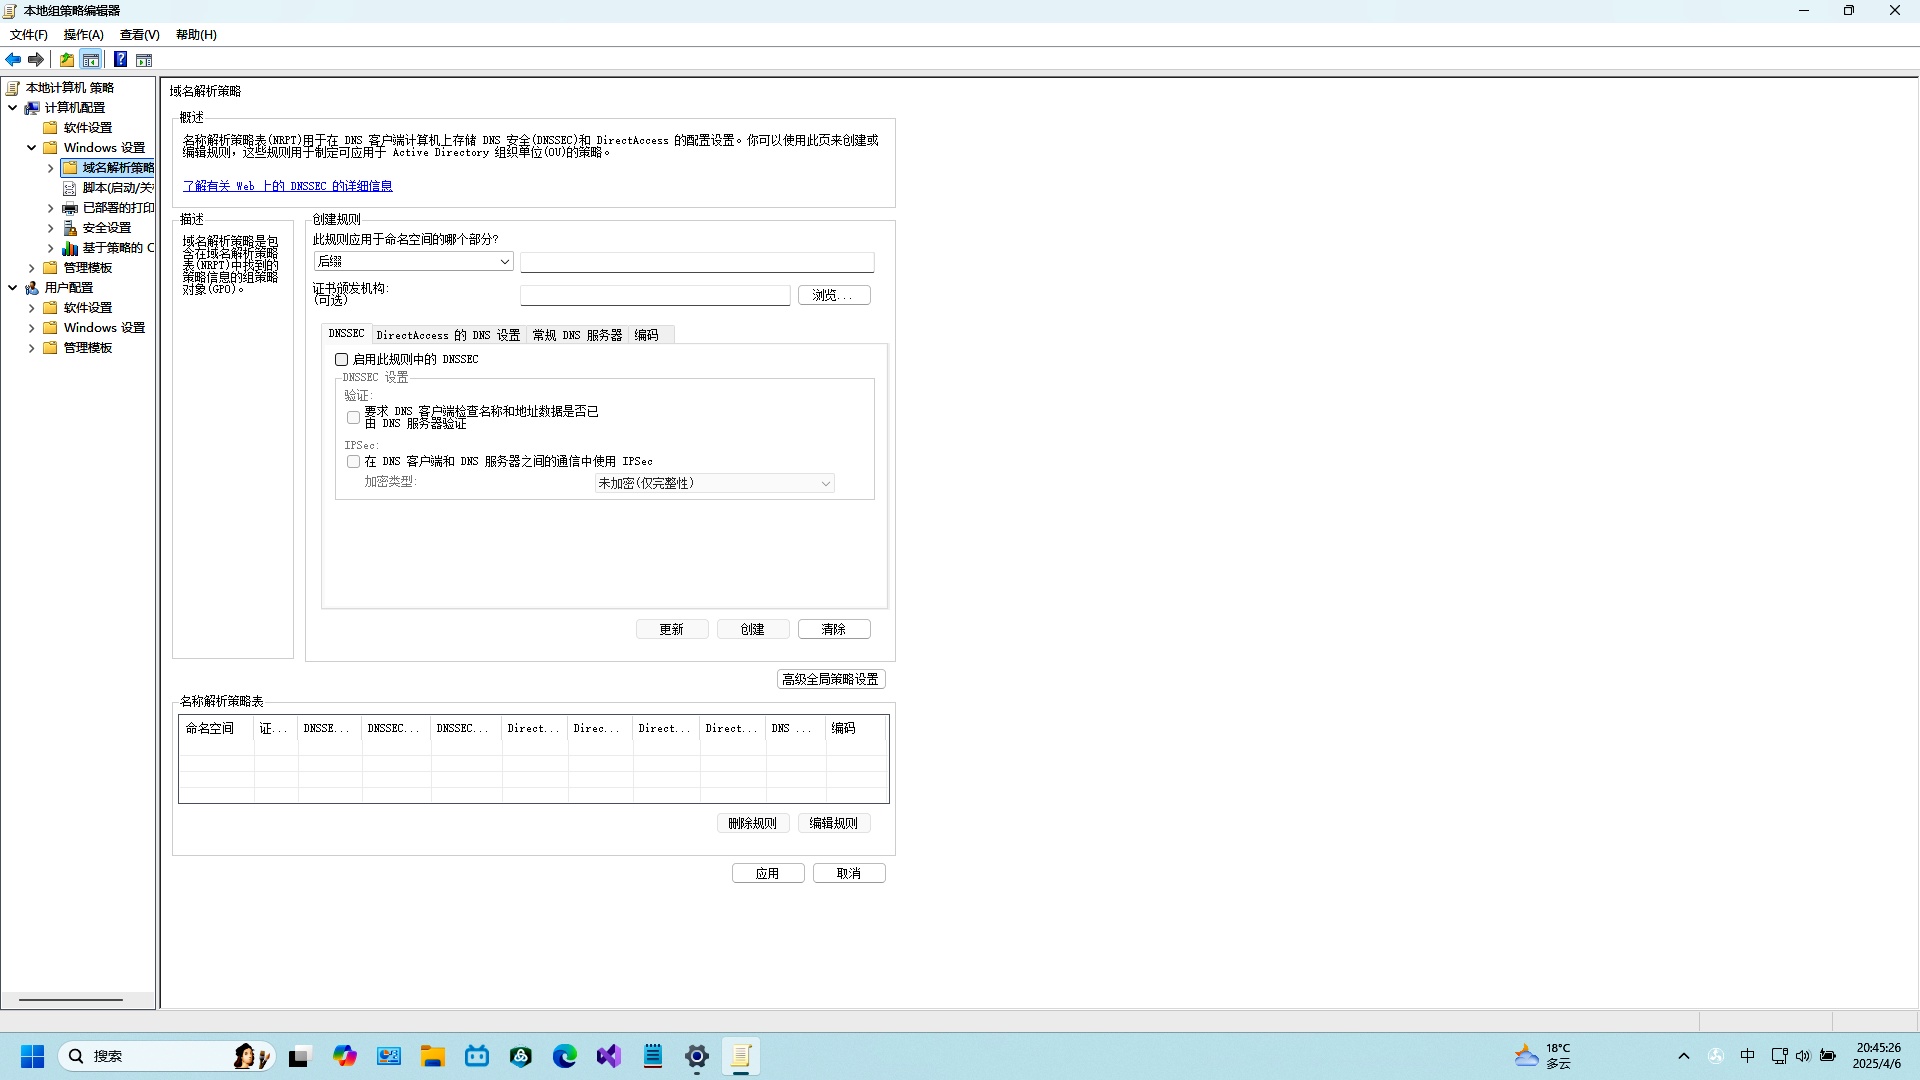 本地组策略编辑器
文件(F) 操作(A) 查看(V) 帮助(H)
本地计算机 策略
计算机配置
软件设置
Windows 设置
域名解析策略
脚本(启动/关
已部署的打印
安全设置
基于策略的
管理模板
用户配置
软件设置
Windows 设置
管理模板
域名解析策略
概述
名称解析策略表(NRPT)用于在 DNS 客户端计算机上存储 DNS 安全(DNSSEC)和 DirectAccess 的配置设置。你可以使用此页来创建或
编辑规则，这些规则用于制定可应用于 Active Directory 组织单位(OU)的策略。
了解有关 Web 上的 DNSSEC 的详细信息
描述
域名解析策略是包
含在域名解析策略
表(NRPT)中找到的
策略信息的组策略
对象(GPO)。
创建规则
此规则应用于命名空间的哪个部分?
后缀
证书颁发机构:
(可选)
浏览...
DNSSEC DirectAccess 的 DNS 设置 常规 DNS 服务器 编码
启用此规则中的 DNSSEC
DNSSEC 设置
验证:
要求 DNS 客户端检查名称和地址数据是否已
由 DNS 服务器验证
IPSec:
在 DNS 客户端和 DNS 服务器之间的通信中使用 IPSec
加密类型: 未加密(仅完整性)
更新 创建 清除
高级全局策略设置
名称解析策略表
命名空间 证... DNSSE... DNSSEC... DNSSEC... Direct... Direc... Direct... Direct... DNS ... 编码
删除规则 编辑规则
应用 取消
搜索
18°C
多云
中
20:45:26
2025/4/6